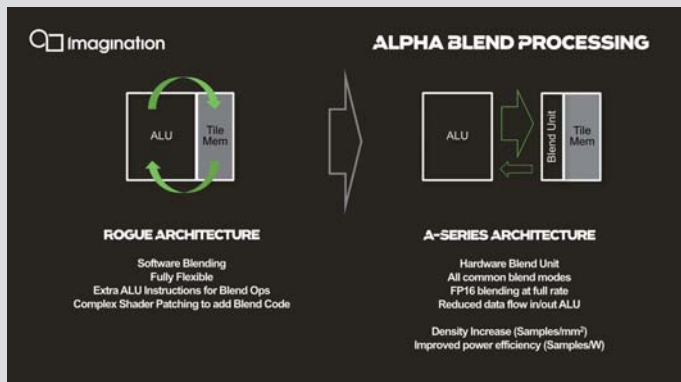 Imagination
ALPHA BLEND PROCESSING
ALU
Tile
Mem
ALU
Blend Unit
Tile
Mem
ROGUE ARCHITECTURE
Software Blending
Fully Flexible
Extra ALU Instructions for Blend Ops
Complex Shader Patching to add Blend Code
A-SERIES ARCHITECTURE
Hardware Blend Unit
All common blend modes
FP16 blending at full rate
Reduced data flow in/out ALU
Density Increase (Samples/mm²)
Improved power efficiency (Samples/W)